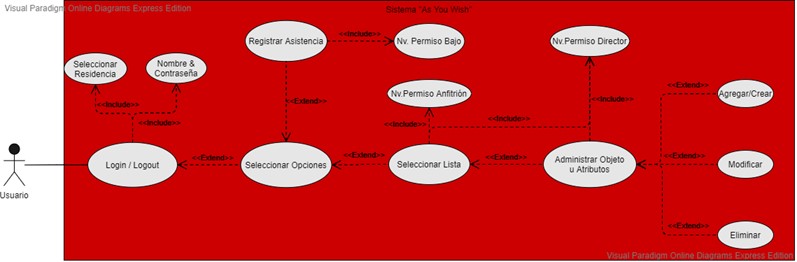 Visual Paradigm Online Diagrams Express Edition
Sistema "As You Wish"
Seleccionar
Residencia
Nombre &
Contraseña
Registrar Asistencia
<<Include>>
Nv. Permiso Bajo
Nv.Permiso Director
<<Include>>
<<Include>>
<<Extend>>
Nv.Permiso Anfitriòn
<<Include>>
<<Include>>
<<Extend>>
Agregar/Crear
Usuario
Login / Logout
<<Extend>>
Seleccionar Opciones
<<Extend>>
Seleccionar Lista
<<Extend>>
Administrar Objeto
u Atributos
<<Extend>>
Modificar
<<Extend>>
Eliminar
Visual Paradigm Online Diagrams Express Edition